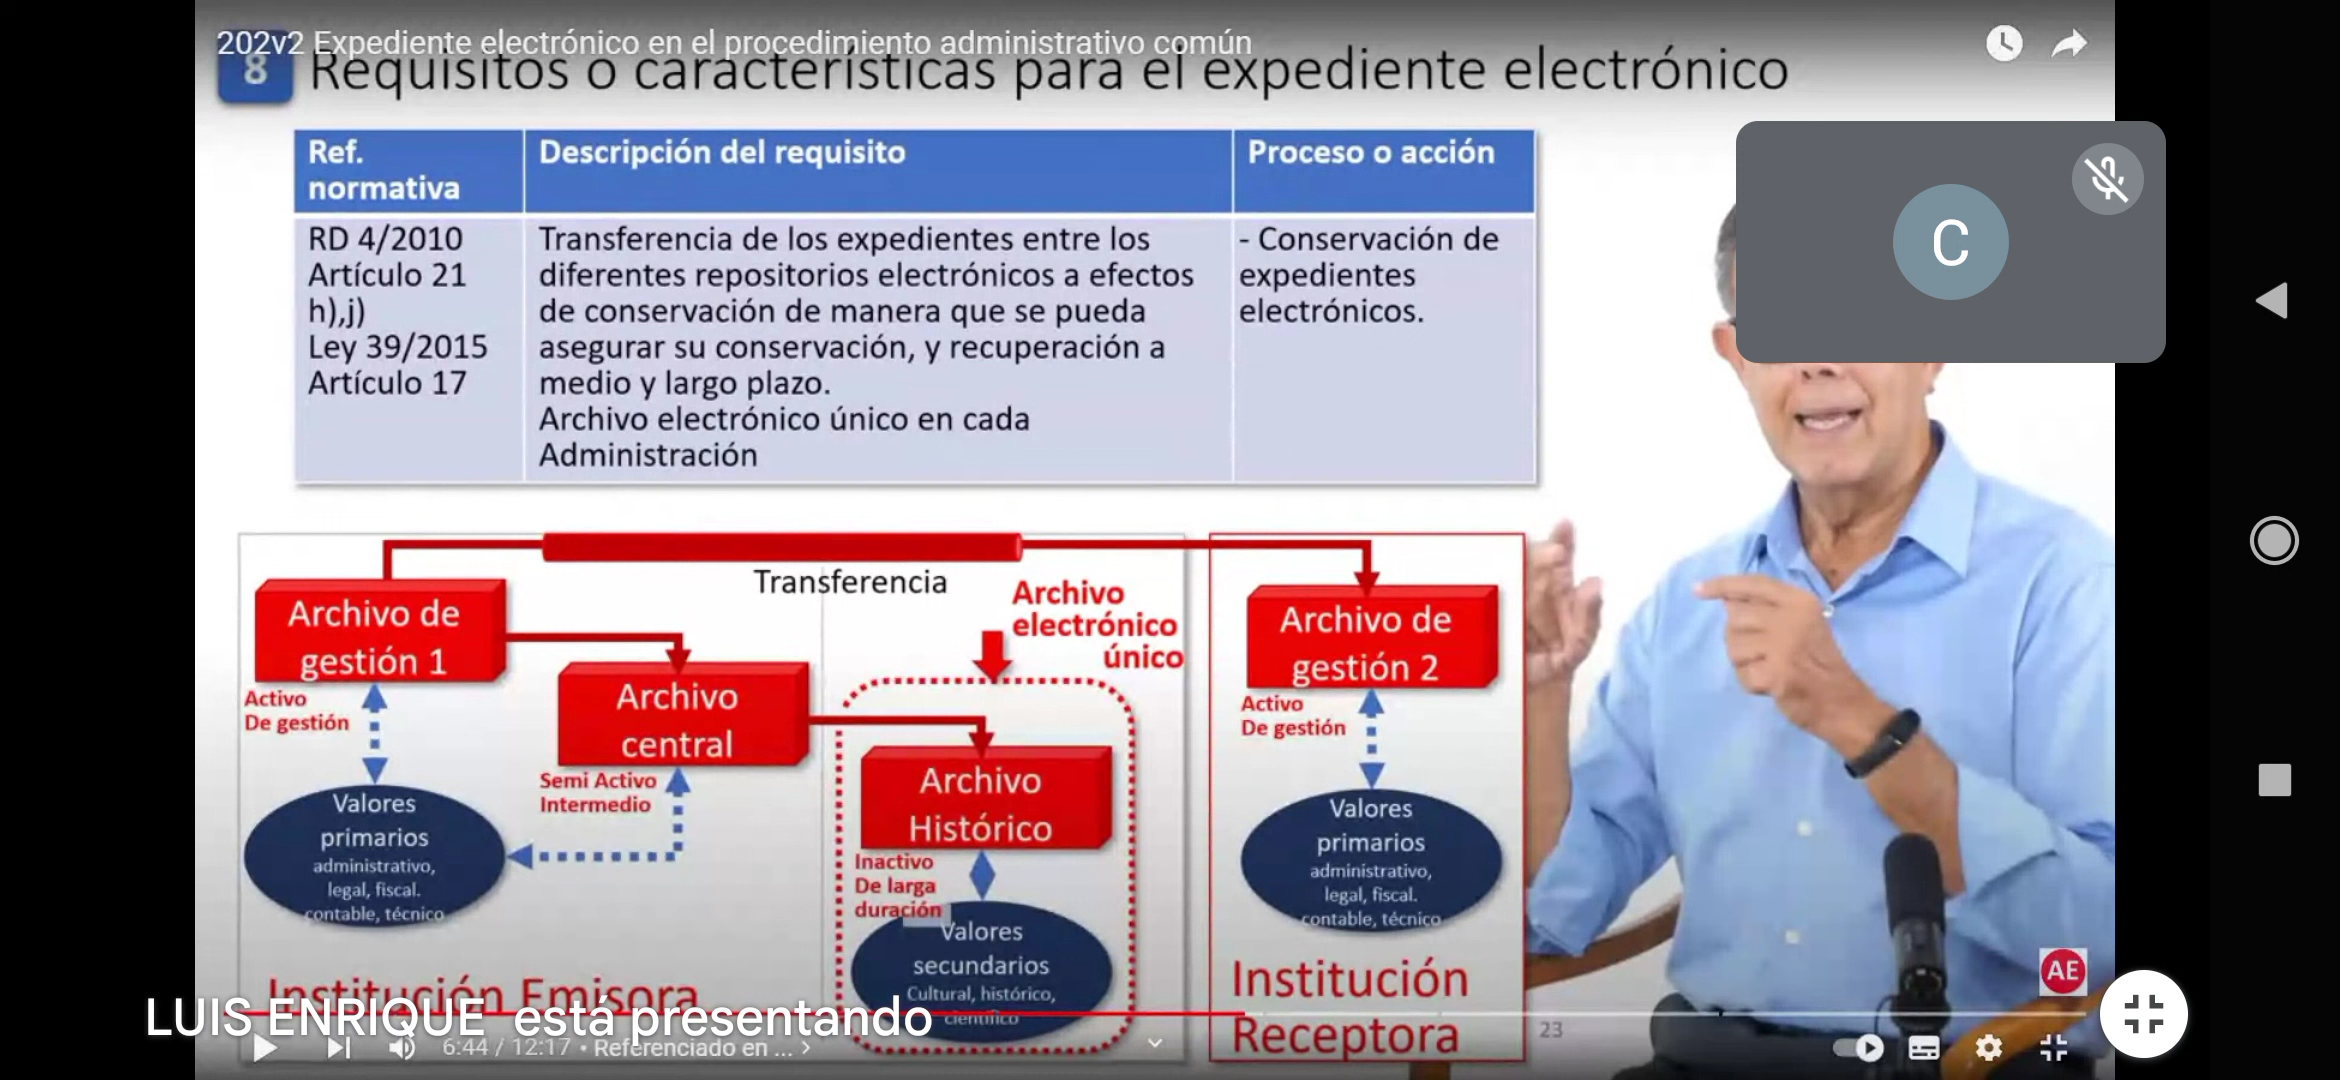 202v2 Expediente electrónico en el procedimiento administrativo común
8 Requisitos o características para el expediente electrónico
Ref.
normativa
Descripción del requisito
Proceso o acción
RD 4/2010
Artículo 21
h),j)
Ley 39/2015
Artículo 17
Transferencia de los expedientes entre los
diferentes repositorios electrónicos a efectos
de conservación de manera que se pueda
asegurar su conservación, y recuperación a
medio y largo plazo.
Archivo electrónico único en cada
Administración
- Conservación de
expedientes
electrónicos.
C
Transferencia
Archivo de
gestión 1
Activo
De gestión
Valores
primarios
administrativo,
legal, fiscal.
contable, técnico
Archivo
central
Semi Activo
Intermedio
Archivo
electrónico
único
Archivo
Histórico
Inactivo
De larga
duración
Valores
secundarios
Cultural, histórico,
científico
Institución Emisora
Archivo de
gestión 2
Activo
De gestión
Valores
primarios
administrativo,
legal, fiscal.
contable, técnico
Institución
Receptora
23
AE
LUIS ENRIQUE está presentando
6:44 / 12:17 • Referenciado en ... >